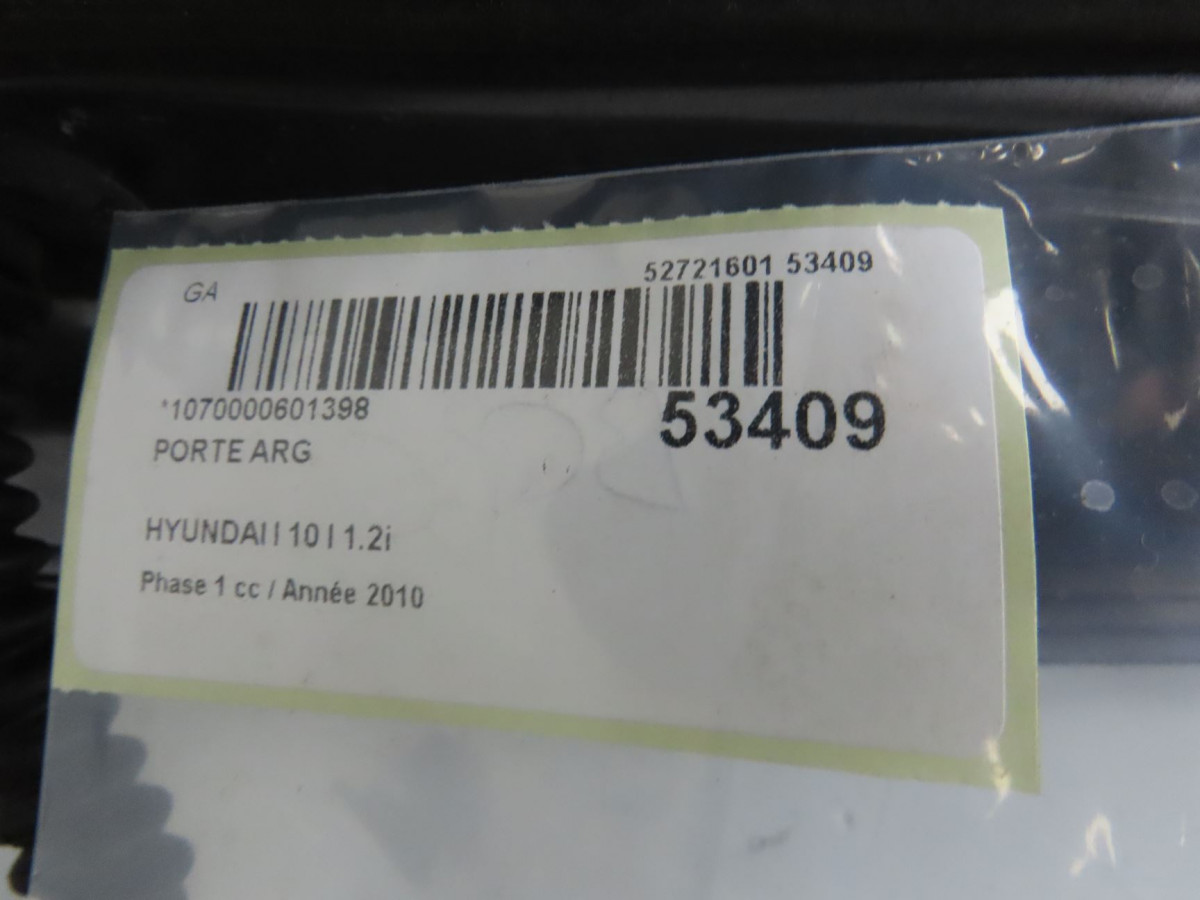 GA
52721601 53409
*1070000601398
53409
PORTE ARG
HYUNDAI I 10 I 1.2i
Phase 1 cc / Année 2010